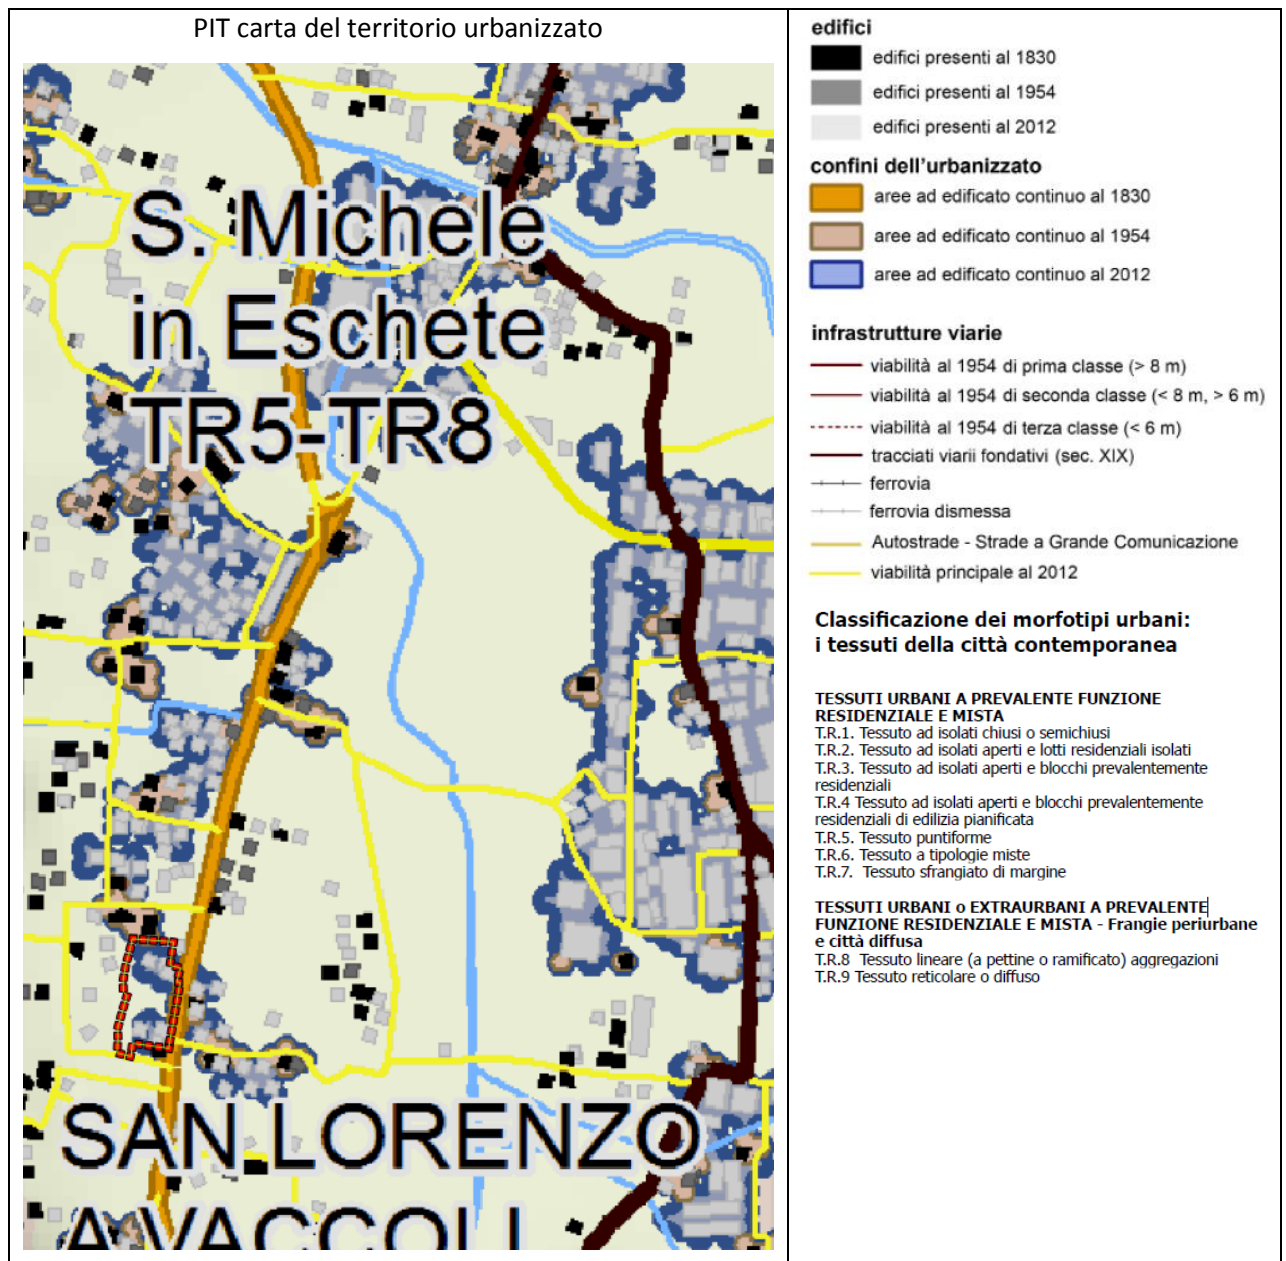 PIT carta del territorio urbanizzato
S. Michele
in Eschete
TR5-TR8
SAN LORENZO
A VACCOLI
edifici
edifici presenti al 1830
edifici presenti al 1954
edifici presenti al 2012
confini dell'urbanizzato
aree ad edificato continuo al 1830
aree ad edificato continuo al 1954
aree ad edificato continuo al 2012
infrastrutture viarie
viabilità al 1954 di prima classe (> 8 m)
viabilità al 1954 di seconda classe (< 8 m, > 6 m)
viabilità al 1954 di terza classe (< 6 m)
tracciati viarii fondativi (sec. XIX)
ferrovia
ferrovia dismessa
Autostrade - Strade a Grande Comunicazione
viabilità principale al 2012
Classificazione dei morfotipi urbani:
i tessuti della città contemporanea
TESSUTI URBANI A PREVALENTE FUNZIONE
RESIDENZIALE E MISTA
T.R.1. Tessuto ad isolati chiusi o semichiusi
T.R.2. Tessuto ad isolati aperti e lotti residenziali isolati
T.R.3. Tessuto ad isolati aperti e blocchi prevalentemente
residenziali
T.R.4 Tessuto ad isolati aperti e blocchi prevalentemente
residenziali di edilizia pianificata
T.R.5. Tessuto puntiforme
T.R.6. Tessuto a tipologie miste
T.R.7. Tessuto sfrangiato di margine
TESSUTI URBANI o EXTRAURBANI A PREVALENTE
FUNZIONE RESIDENZIALE E MISTA - Frangie periurbane
e città diffusa
T.R.8 Tessuto lineare (a pettine o ramificato) aggregazioni
T.R.9 Tessuto reticolare o diffuso